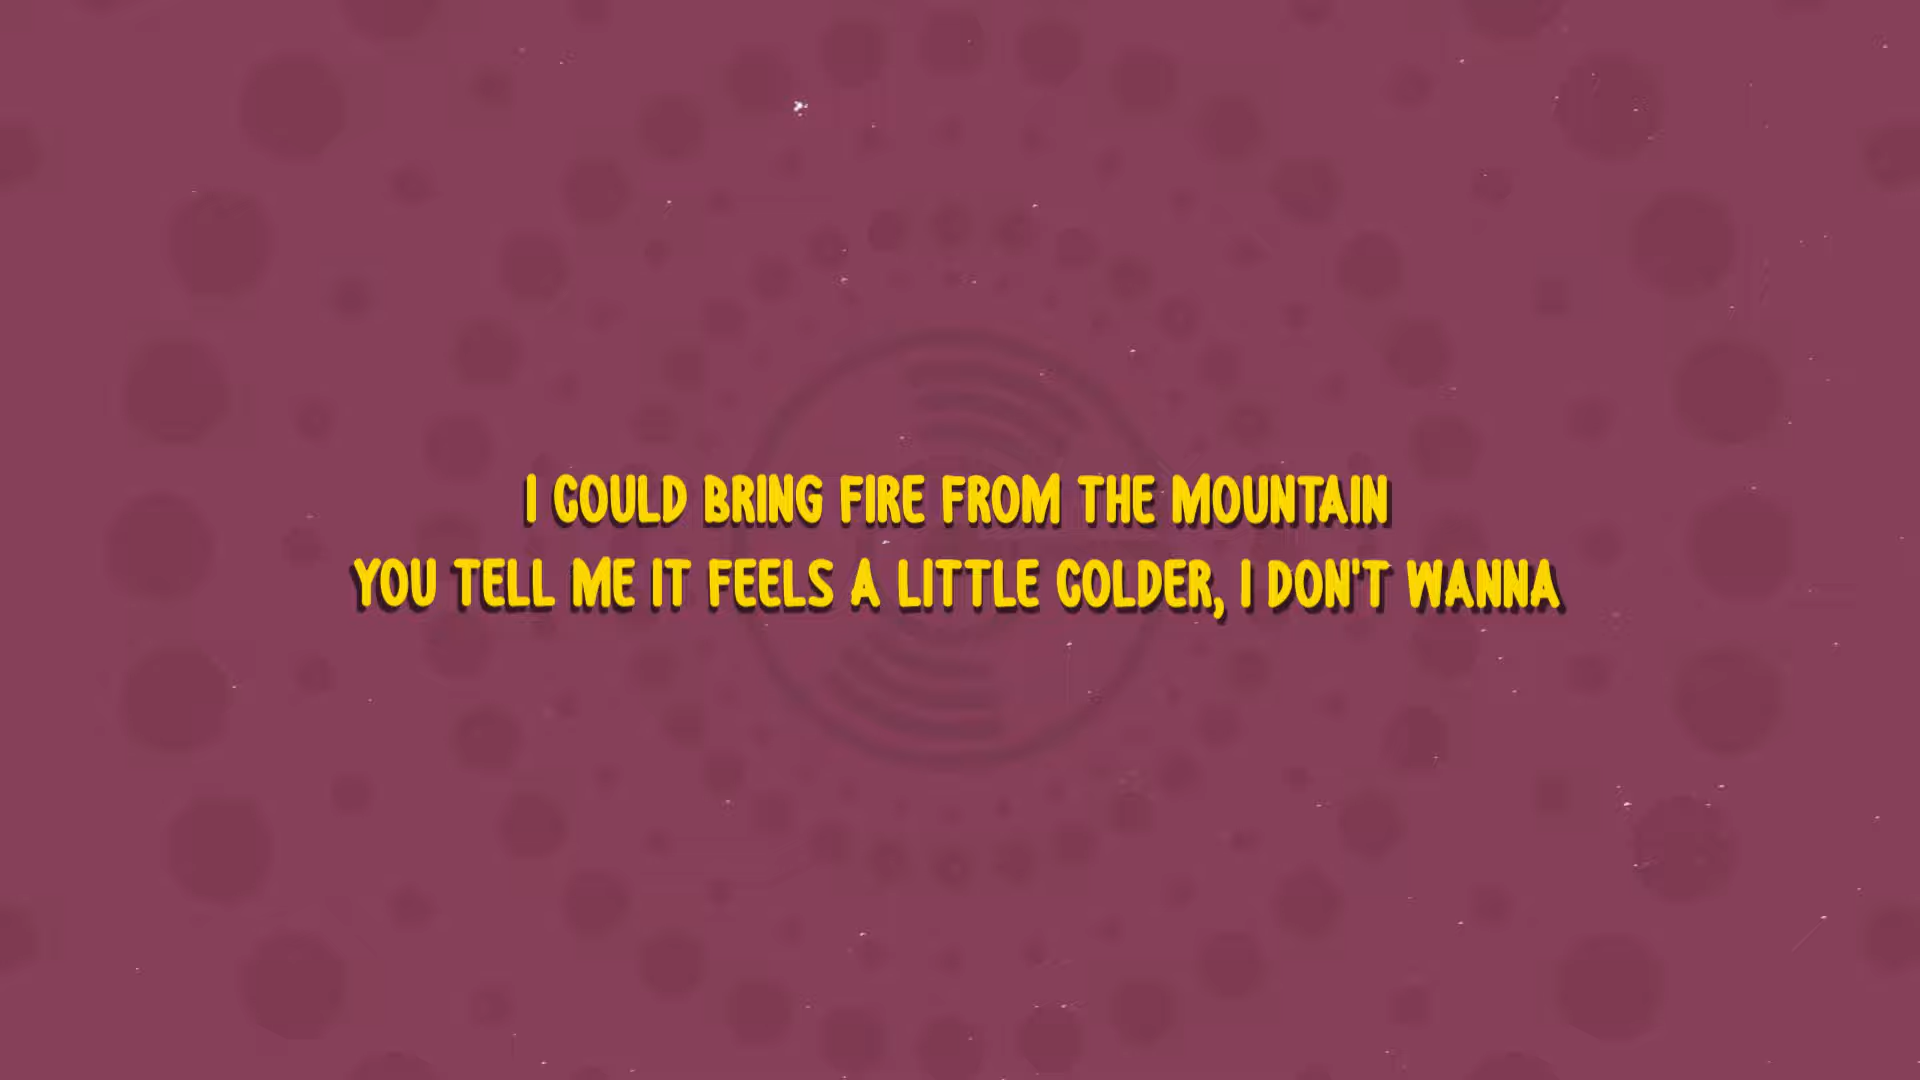 I COULD BRING FIRE FROM THE MOUNTAIN
YOU TELL ME IT FEELS A LITTLE COLDER, I DON'T WANNA